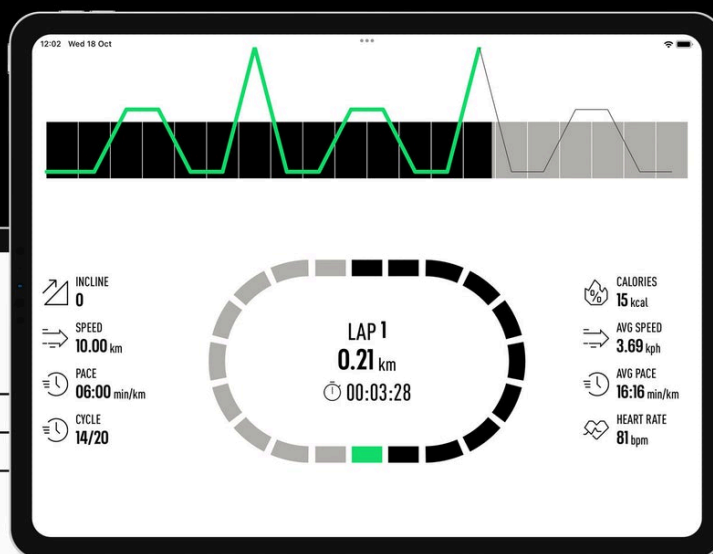 12:02 Wed 18 Oct
INCLINE
0
SPEED
10.00 km
PACE
06:00 min/km
CYCLE
14/20
LAP 1
0.21 km
00:03:28
CALORIES
15 kcal
AVG SPEED
3.69 kph
AVG PACE
16:16 min/km
HEART RATE
81 bpm